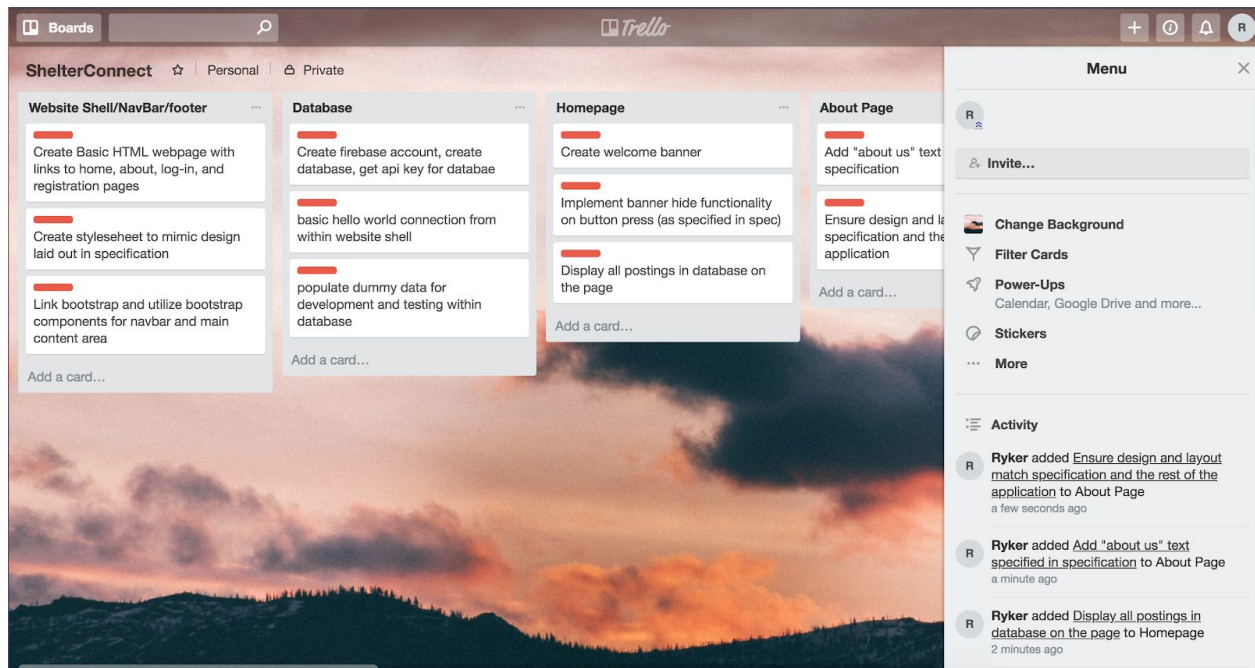 Boards
Trello
R
ShelterConnect
Personal
Private
Website Shell/NavBar/footer
Create Basic HTML webpage with
links to home, about, log-in, and
registration pages
Create styleseheet to mimic design
laid out in specification
Link bootstrap and utilize bootstrap
components for navbar and main
content area
Add a card...
Database
Create firebase account, create
database, get api key for databae
basic hello world connection from
within website shell
populate dummy data for
development and testing within
database
Add a card...
Homepage
Create welcome banner
Implement banner hide functionality
on button press (as specified in spec)
Display all postings in database on
the page
Add a card...
About Page
Add "about us" text
specification
Ensure design and
specification and the
application
Add a card...
Menu
R
Invite...
Change Background
Filter Cards
Power-Ups
Calendar, Google Drive and more...
Stickers
More
Activity
R
Ryker added Ensure design and layout
match specification and the rest of the
application to About Page
a few seconds ago
R
Ryker added Add "about us" text
specified in specification to About Page
a minute ago
R
Ryker added Display all postings in
database on the page to Homepage
2 minutes ago